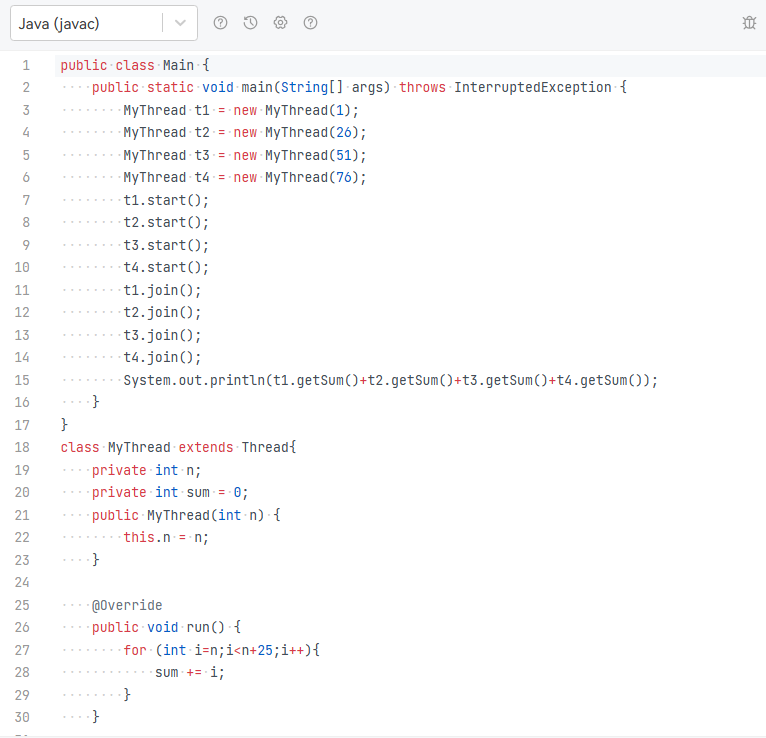 Java (javac)
1 public class Main {
2 public static void main(String[] args) throws InterruptedException {
3 MyThread t1 = new MyThread(1);
4 MyThread t2 = new MyThread(26);
5 MyThread t3 = new MyThread(51);
6 MyThread t4 = new MyThread(76);
7 t1.start();
8 t2.start();
9 t3.start();
10 t4.start();
11 t1.join();
12 t2.join();
13 t3.join();
14 t4.join();
15 System.out.println(t1.getSum()+t2.getSum()+t3.getSum()+t4.getSum());
16 }
17 }
18 class MyThread extends Thread{
19 private int n;
20 private int sum = 0;
21 public MyThread(int n) {
22 this.n = n;
23 }
24
25 @Override
26 public void run() {
27 for (int i=n;i<n+25;i++){
28 sum += i;
29 }
30 }